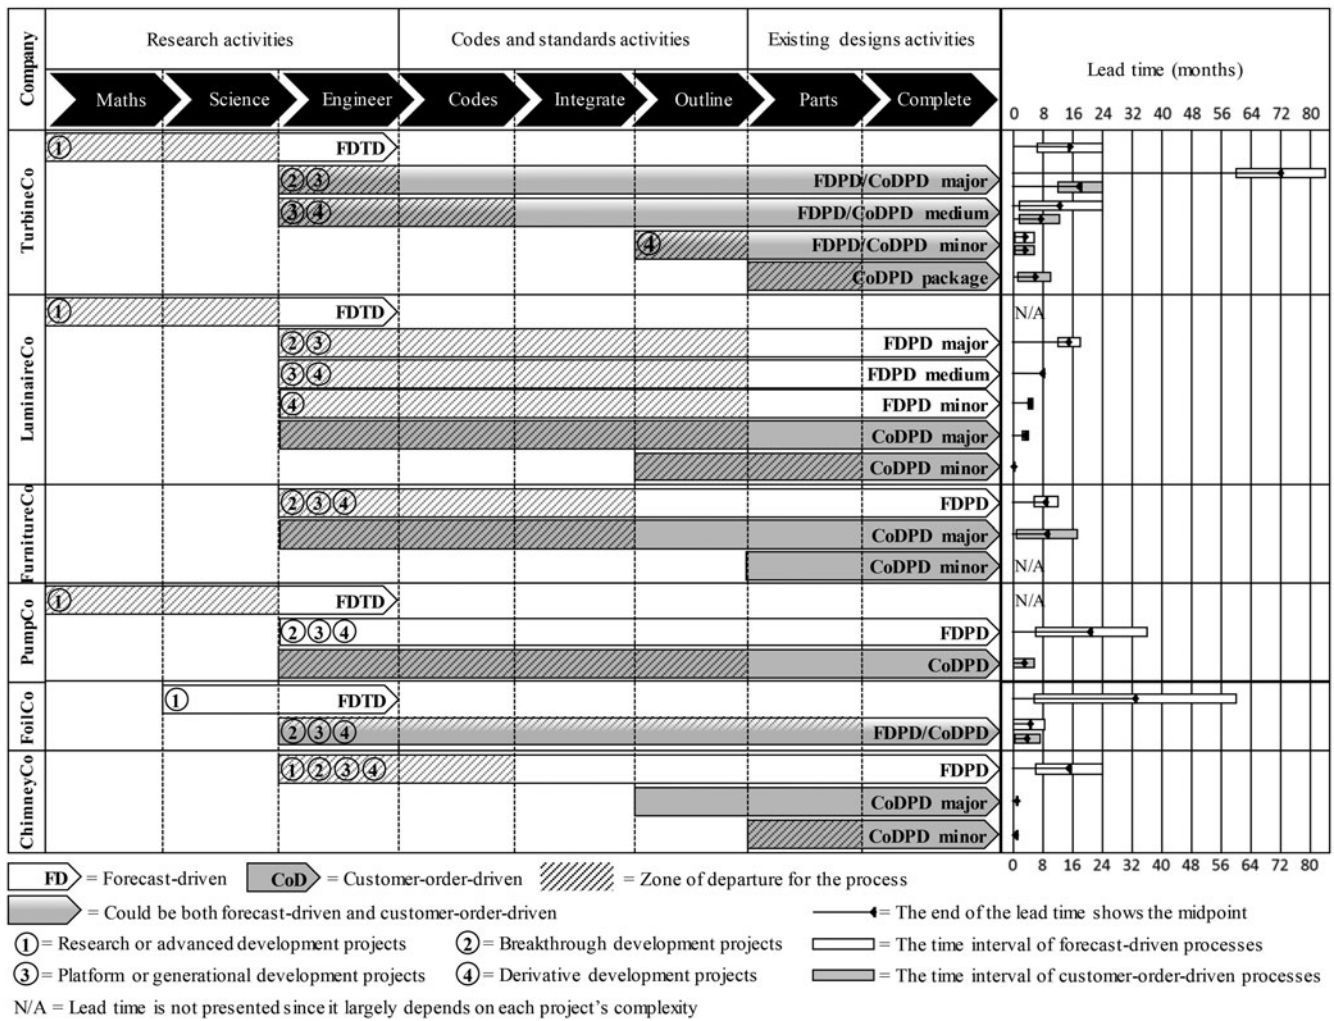 Company
Research activities
Codes and standards activities
Existing designs activities
Lead time (months)
Maths
Science
Engineer
Codes
Integrate
Outline
Parts
Complete
0 8 16 24 32 40 48 56 64 72 80
TurbineCo
1 FDTD
2 3 FDPD/CoDPD major
3 4 FDPD/CoDPD medium
4 FDPD/CoDPD minor
CoDPD package
LuminaireCo
1 FDTD N/A
2 3 FDPD major
3 4 FDPD medium
4 FDPD minor
CoDPD major
CoDPD minor
FurnitureCo
2 3 4 FDPD
CoDPD major
CoDPD minor N/A
PumpCo
1 FDTD N/A
2 3 4 FDPD
CoDPD
FoilCo
1 FDTD
2 3 4 FDPD/CoDPD
ChimneyCo
1 2 3 4 FDPD
CoDPD major
CoDPD minor
0 8 16 24 32 40 48 56 64 72 80
FD = Forecast-driven CoD = Customer-order-driven = Zone of departure for the process
= Could be both forecast-driven and customer-order-driven = The end of the lead time shows the midpoint
1 = Research or advanced development projects 2 = Breakthrough development projects = The time interval of forecast-driven processes
3 = Platform or generational development projects 4 = Derivative development projects = The time interval of customer-order-driven processes
N/A = Lead time is not presented since it largely depends on each project's complexity